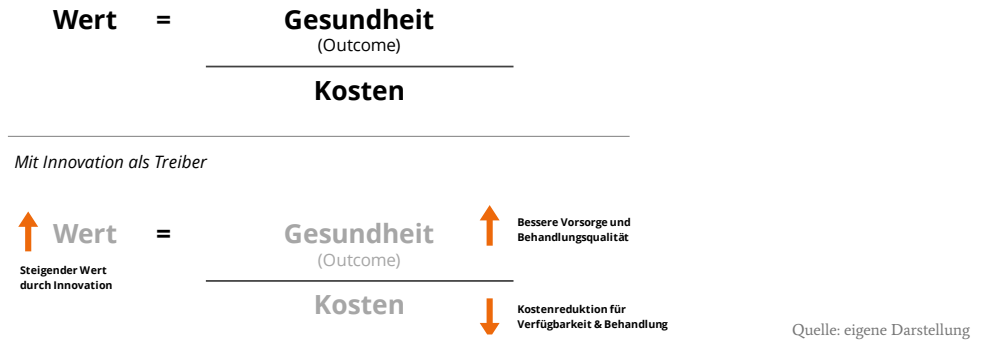 Wert = Gesundheit
(Outcome)
Kosten
Mit Innovation als Treiber
Wert = Gesundheit
(Outcome)
Kosten
Steigender Wert
durch Innovation
Bessere Vorsorge und
Behandlungsqualität
Kostenreduktion für
Verfügbarkeit & Behandlung
Quelle: eigene Darstellung